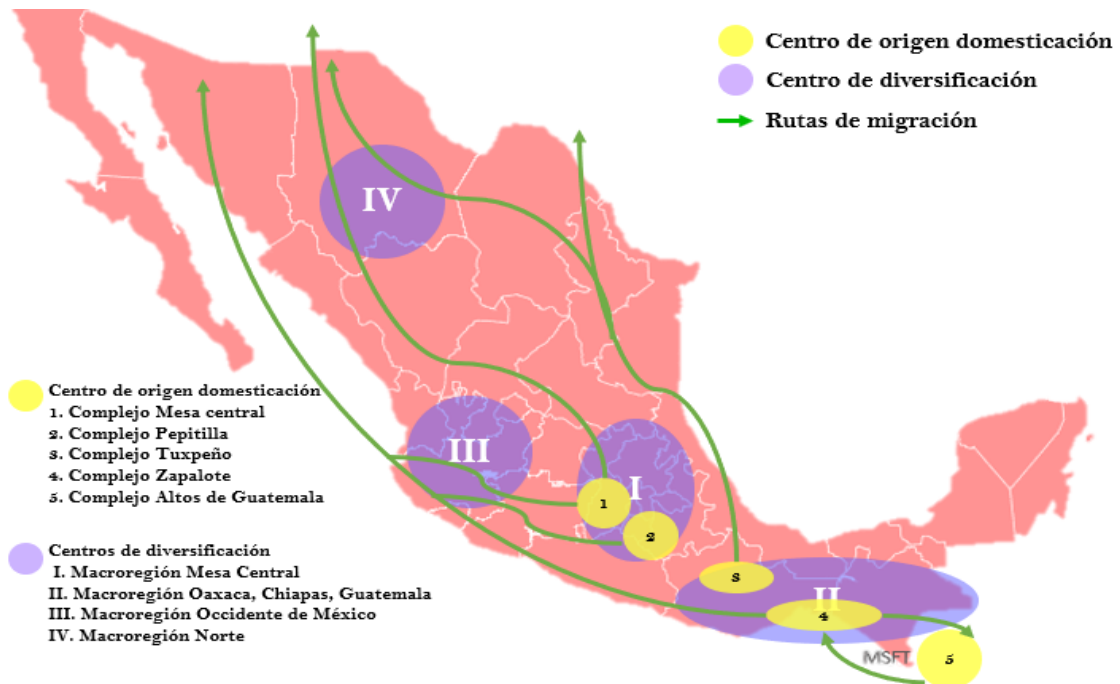 Centro de origen domesticación
Centro de diversificación
Rutas de migración
IV
III
I
1
2
3
II
4
5
MSFT
Centro de origen domesticación
1. Complejo Mesa central
2. Complejo Pepitilla
3. Complejo Tuxpeño
4. Complejo Zapalote
5. Complejo Altos de Guatemala
Centros de diversificación
I. Macroregión Mesa Central
II. Macroregión Oaxaca, Chiapas, Guatemala
III. Macroregión Occidente de México
IV. Macroregión Norte